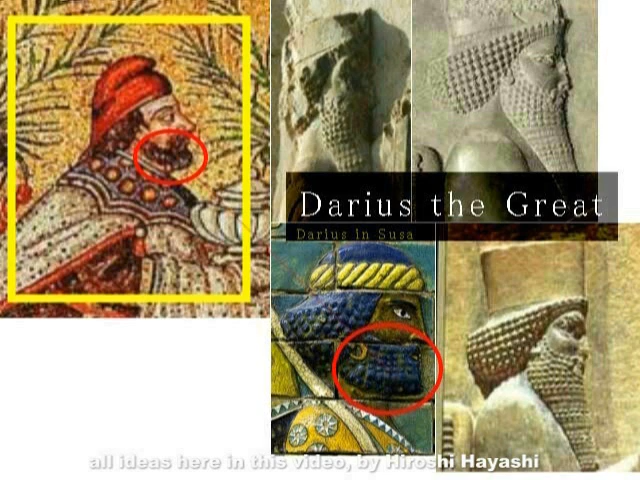 Darius the Great
Darius in Susa
all ideas here in this video, by Hiroshi Hayashi